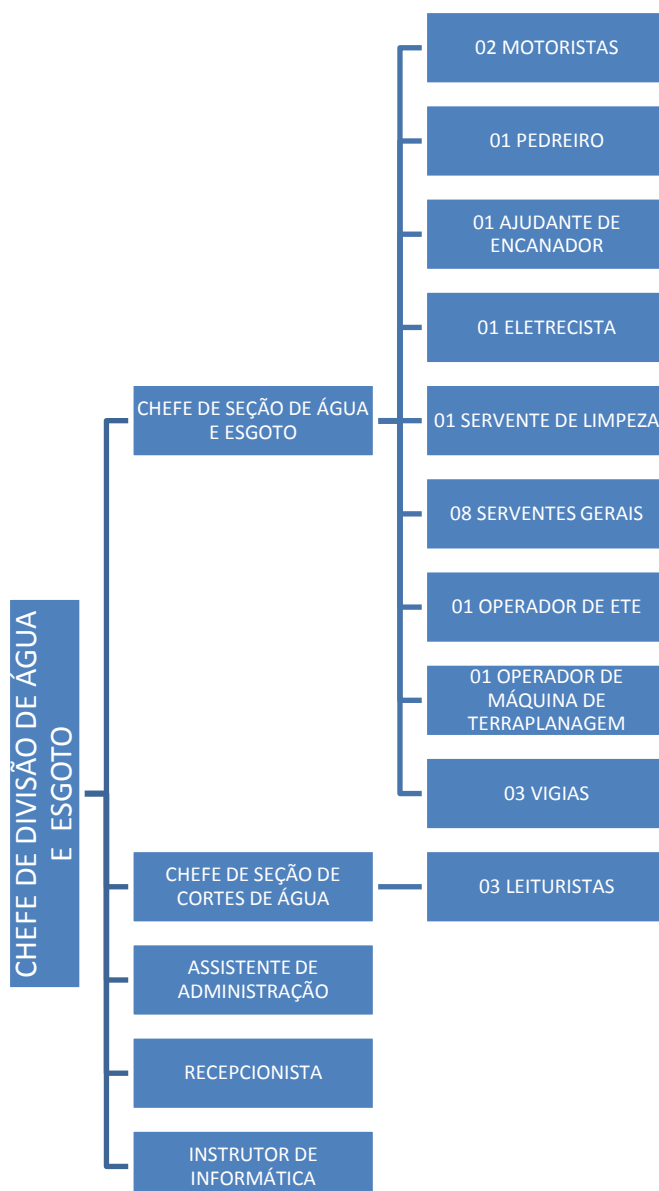 CHEFE DE DIVISÃO DE ÁGUA
E ESGOTO
CHEFE DE SEÇÃO DE ÁGUA
E ESGOTO
02 MOTORISTAS
01 PEDREIRO
01 AJUDANTE DE
ENCANADOR
01 ELETRECISTA
01 SERVENTE DE LIMPEZA
08 SERVENTES GERAIS
01 OPERADOR DE ETE
01 OPERADOR DE
MÁQUINA DE
TERRAPLANAGEM
03 VIGIAS
CHEFE DE SEÇÃO DE
CORTES DE ÁGUA
03 LEITURISTAS
ASSISTENTE DE
ADMINISTRAÇÃO
RECEPCIONISTA
INSTRUTOR DE
INFORMÁTICA